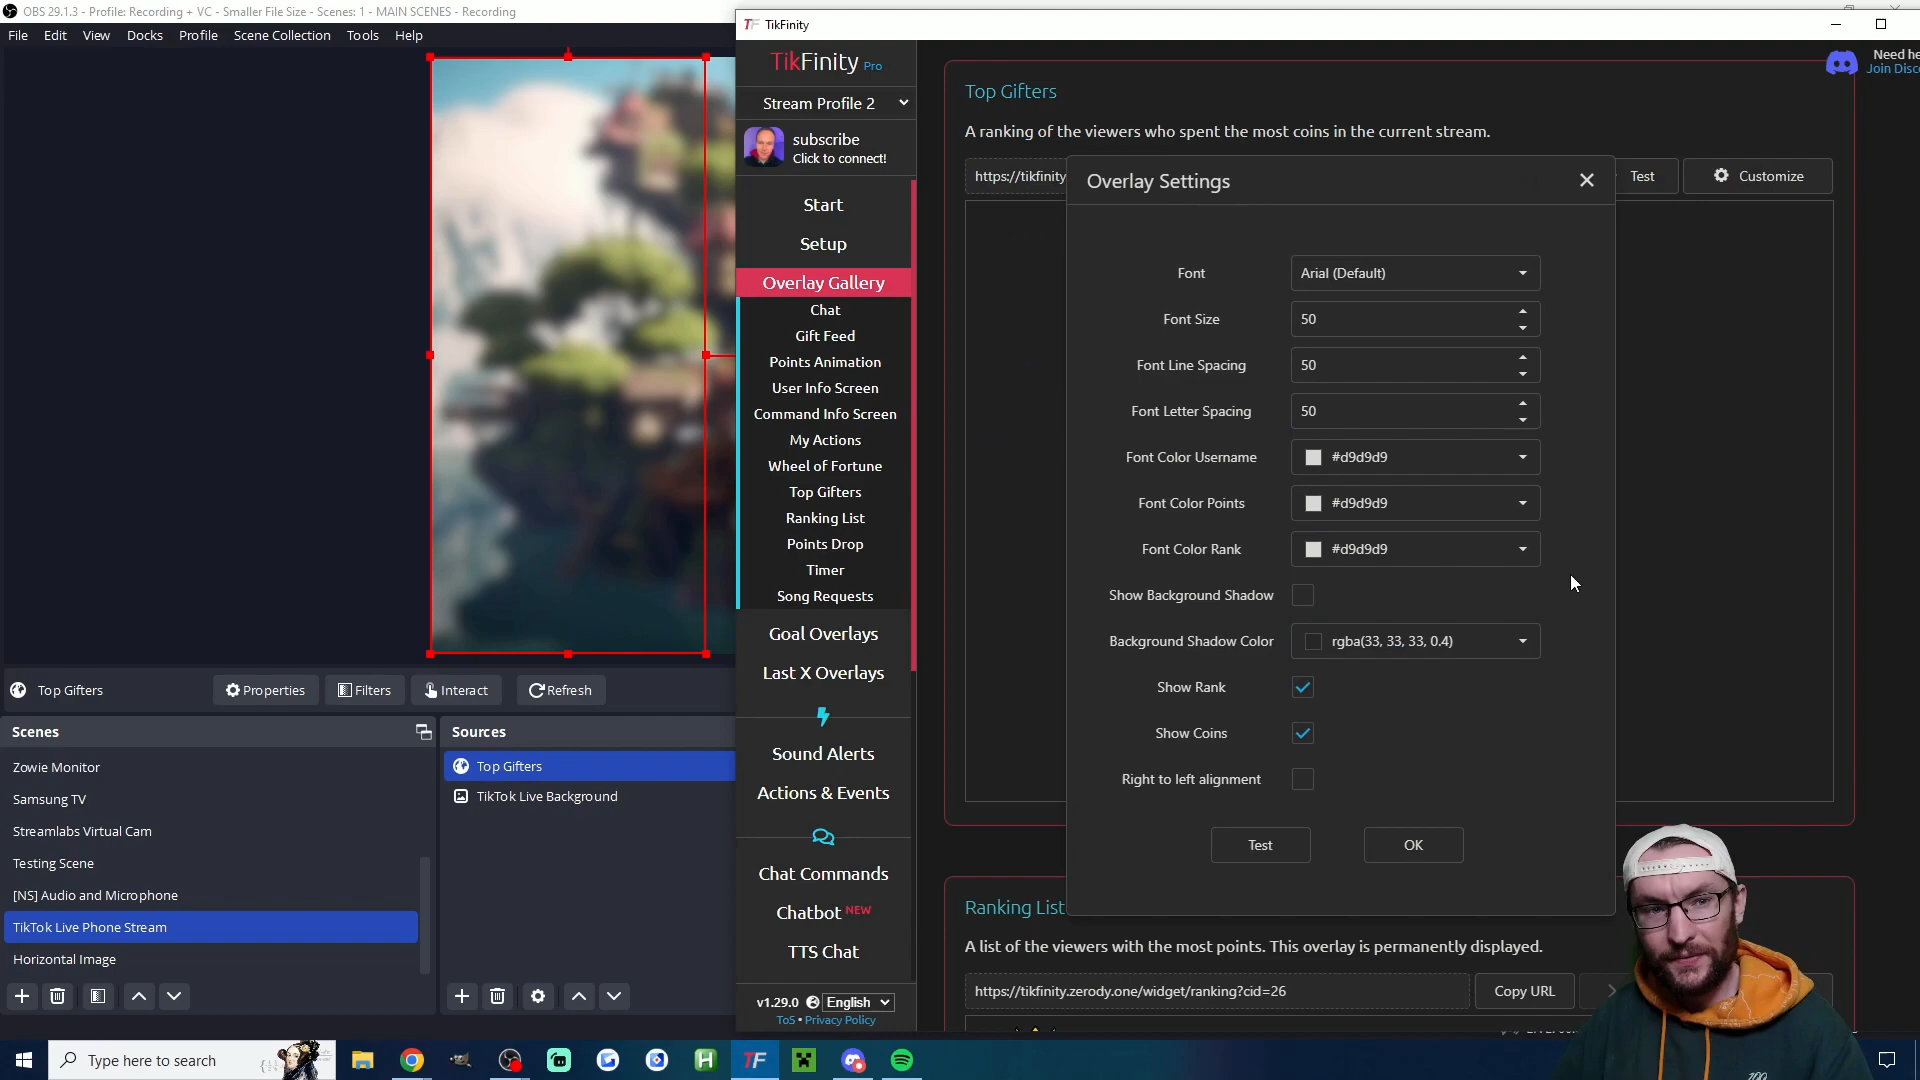 OBS 29.1.3 - Profile: Recording + VC - Smaller File Size - Scenes: 1 - MAIN SCENES - Recording
File Edit View Docks Profile Scene Collection Tools Help
TF TikFinity
TikFinity Pro
Stream Profile 2
subscribe
Click to connect!
Start
Setup
Overlay Gallery
Chat
Gift Feed
Points Animation
User Info Screen
Command Info Screen
My Actions
Wheel of Fortune
Top Gifters
Ranking List
Points Drop
Timer
Song Requests
Goal Overlays
Last X Overlays
Sound Alerts
Actions & Events
Chat Commands
Chatbot NEW
TTS Chat
v1.29.0 English
ToS • Privacy Policy
Need he
Join Disc
Top Gifters
A ranking of the viewers who spent the most coins in the current stream.
https://tikfinity
Test
Customize
Overlay Settings
Font Arial (Default)
Font Size 50
Font Line Spacing 50
Font Letter Spacing 50
Font Color Username #d9d9d9
Font Color Points #d9d9d9
Font Color Rank #d9d9d9
Show Background Shadow
Background Shadow Color rgba(33, 33, 33, 0.4)
Show Rank
Show Coins
Right to left alignment
Test OK
Ranking List
A list of the viewers with the most points. This overlay is permanently displayed.
https://tikfinity.zerody.one/widget/ranking?cid=26
Copy URL
Top Gifters Properties Filters Interact Refresh
Scenes
Zowie Monitor
Samsung TV
Streamlabs Virtual Cam
Testing Scene
[NS] Audio and Microphone
TikTok Live Phone Stream
Horizontal Image
Sources
Top Gifters
TikTok Live Background
Type here to search
H
TF